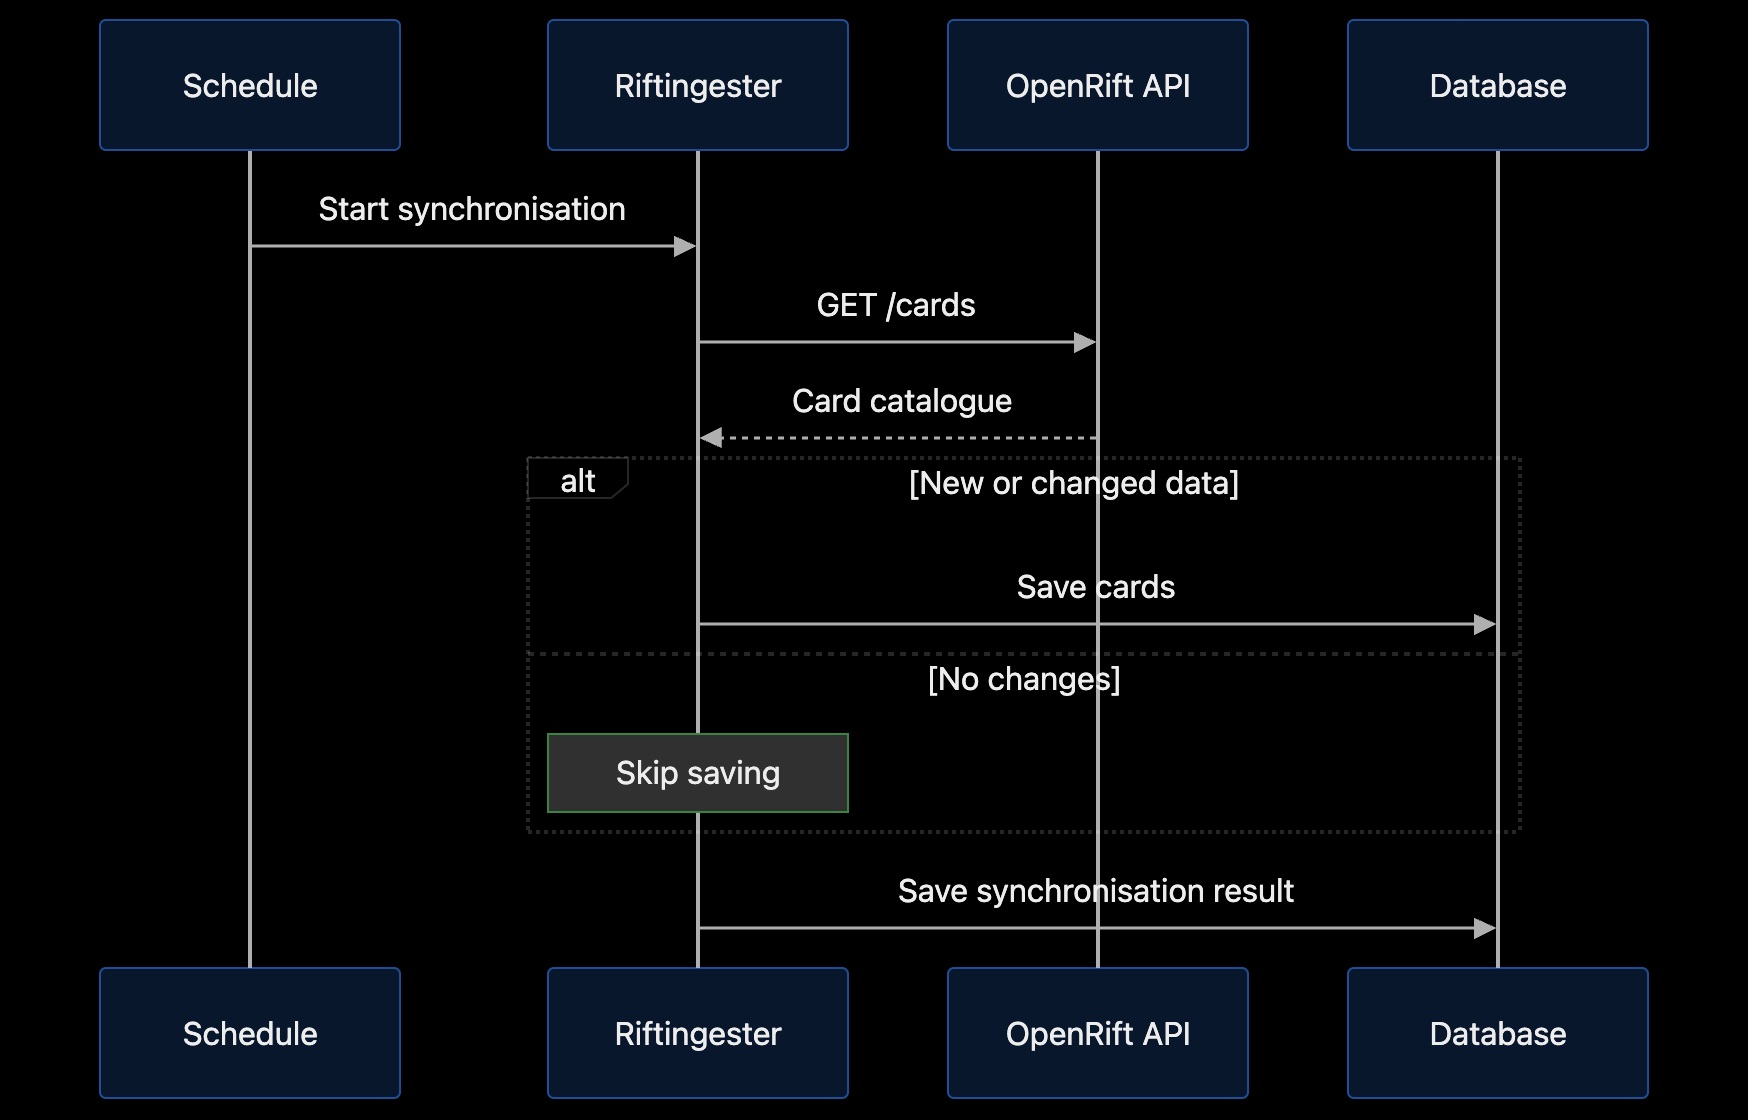 Schedule
Riftingester
OpenRift API
Database
Start synchronisation
GET /cards
Card catalogue
alt
[New or changed data]
Save cards
[No changes]
Skip saving
Save synchronisation result
Schedule
Riftingester
OpenRift API
Database